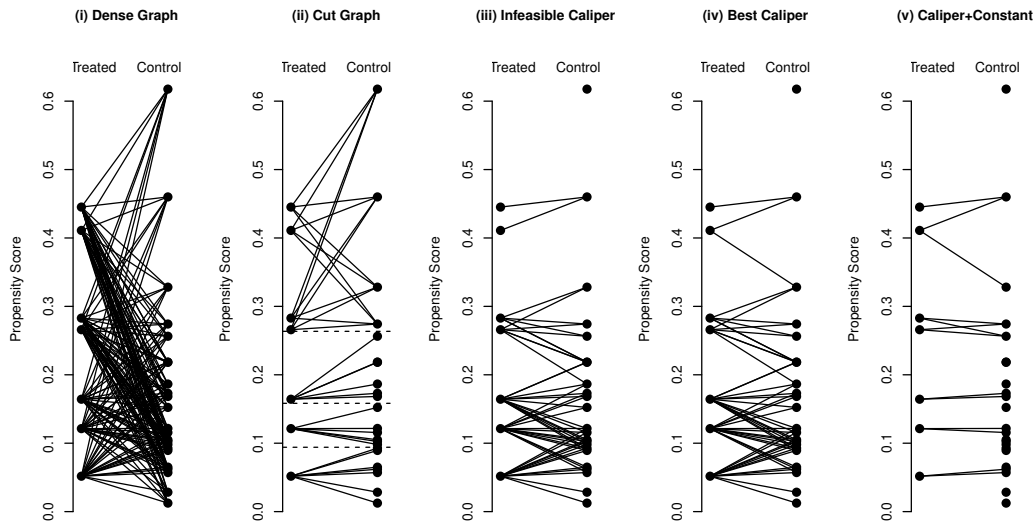 (i) Dense Graph
Treated Control
Propensity Score
0.0 0.1 0.2 0.3 0.4 0.5 0.6
(ii) Cut Graph
Treated Control
Propensity Score
0.0 0.1 0.2 0.3 0.4 0.5 0.6
(iii) Infeasible Caliper
Treated Control
Propensity Score
0.0 0.1 0.2 0.3 0.4 0.5 0.6
(iv) Best Caliper
Treated Control
Propensity Score
0.0 0.1 0.2 0.3 0.4 0.5 0.6
(v) Caliper+Constant
Treated Control
Propensity Score
0.0 0.1 0.2 0.3 0.4 0.5 0.6